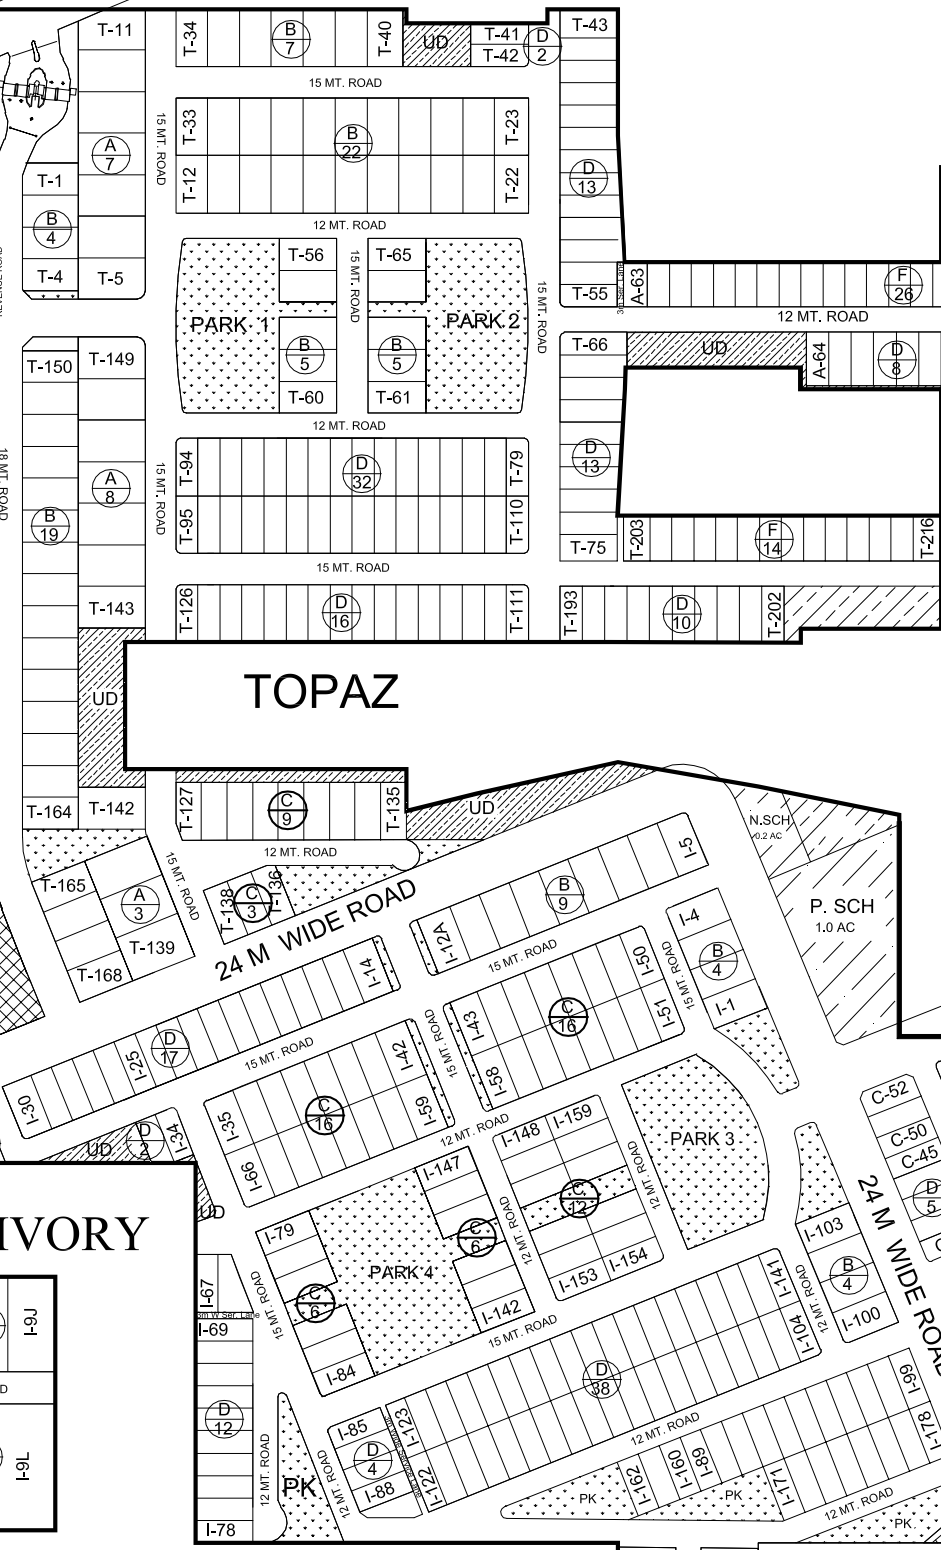 T-11
T-34
B
7
T-40
UD
T-41
T-42
D
2
T-43
15 MT. ROAD
A
7
15 MT. ROAD
T-33
T-12
B
22
T-23
T-22
D
13
T-1
B
4
T-4
T-5
12 MT. ROAD
T-56
15 MT. ROAD
T-65
PARK 1
B
5
T-60
PARK 2
B
5
T-61
15 MT. ROAD
T-55
3m Ser. Lane
A-63
F
26
12 MT. ROAD
T-66
UD
A-64
D
8
T-150
T-149
12 MT. ROAD
18 MT. ROAD
B
19
A
8
15 MT. ROAD
T-94
T-95
D
32
T-79
T-110
D
13
T-75
T-203
F
14
T-216
15 MT. ROAD
T-143
T-126
D
16
T-111
T-193
D
10
T-202
UD
TOPAZ
T-164
T-142
T-127
C
9
T-135
UD
N.SCH
0.2 AC
12 MT. ROAD
15 MT. ROAD
T-165
A
3
T-139
T-168
T-138
C
3
T-136
24 M WIDE ROAD
I-5
B
9
I-12A
P. SCH
1.0 AC
I-4
B
4
I-1
15 MT. ROAD
15 MT. ROAD
I-14
I-50
I-51
C
16
I-43
I-58
15 MT. ROAD
D
17
I-25
I-30
15 MT. ROAD
I-42
I-59
C
16
I-35
I-66
12 MT. ROAD
UD
D
2
I-34
UD
IVORY
I-148
I-159
C
12
I-153
I-154
12 MT. ROAD
12 MT. ROAD
PARK 3
C-52
C-50
C-45
D
5
24 M WIDE ROAD
I-147
C
6
I-142
PARK 4
I-79
C
6
I-84
15 MT. ROAD
I-103
B
4
I-100
12 MT. ROAD
I-67
3m W Ser. Lane
I-69
D
12
I-78
I-9J
D
I-9L
15 MT. ROAD
I-141
I-104
D
38
I-123
I-122
I-85
D
4
I-88
12 MT. ROAD
12 MT. ROAD
PK
12 MT. ROAD
I-99
I-178
I-162
I-160
I-89
I-171
PK
PK
12 MT. ROAD
PK